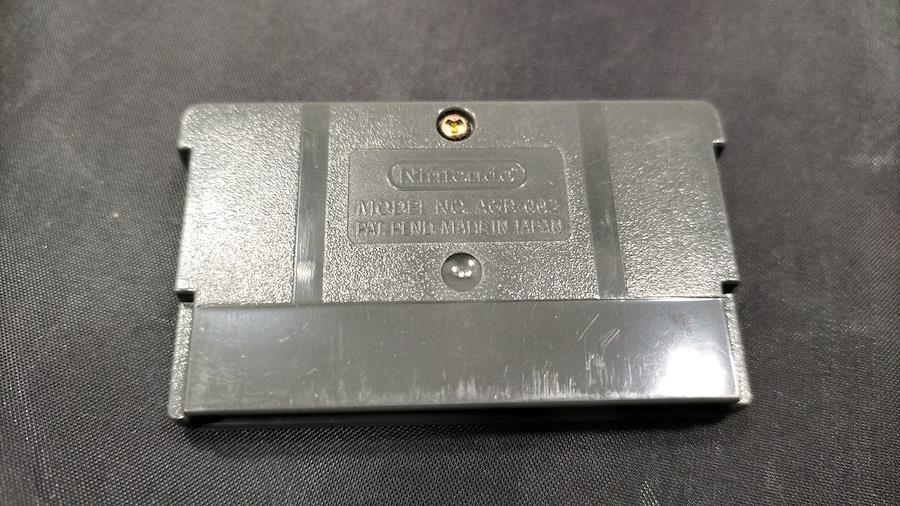 Nintendo
MODEL NO. AGB-002
PAT. PEND. MADE IN JAPAN